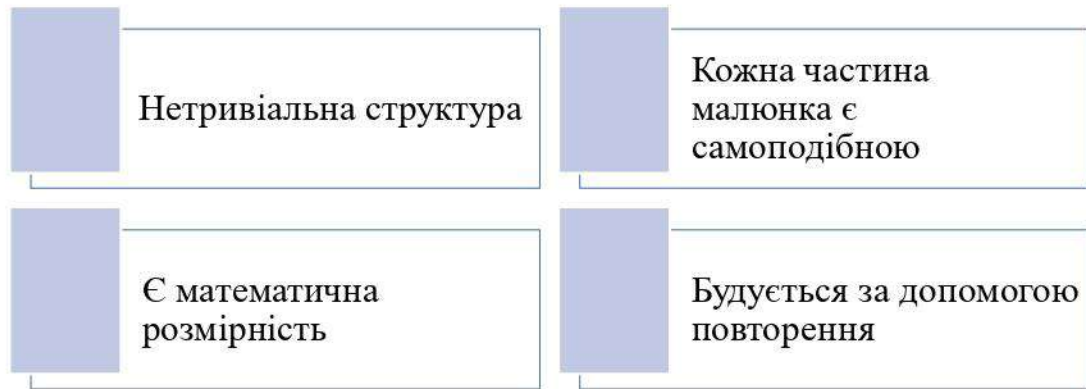 Нетривіальна структура
Кожна частина
малюнка є
самоподібною
Є математична
розмірність
Будується за допомогою
повторення